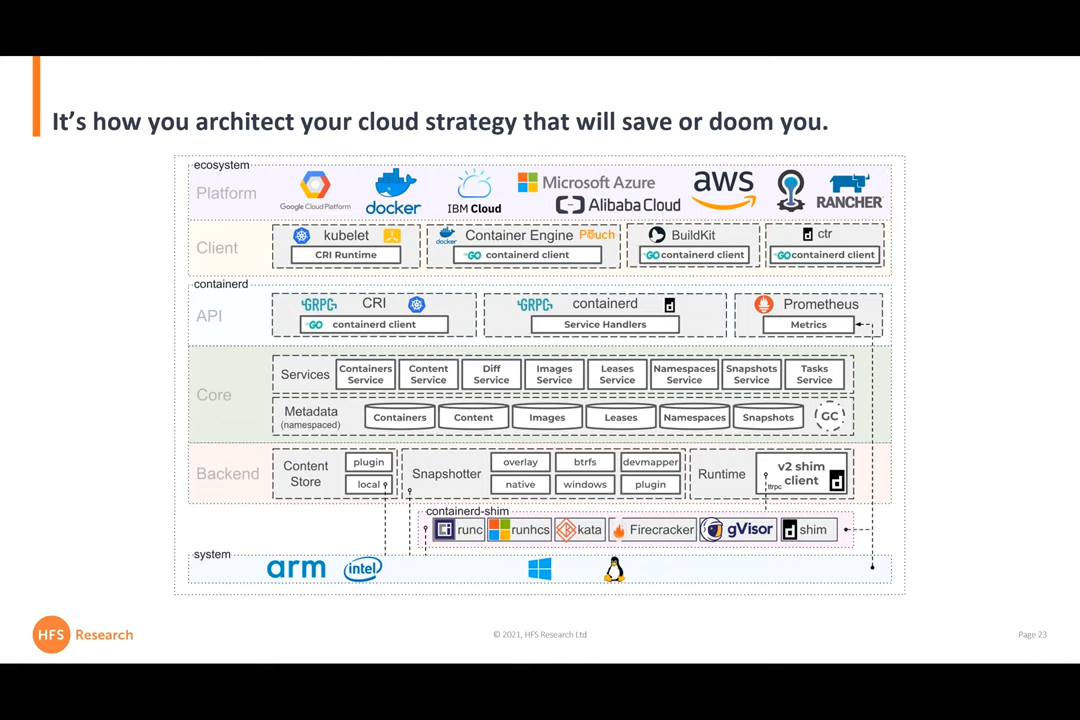 It's how you architect your cloud strategy that will save or doom you.
ecosystem
Platform
Google Cloud Platform
docker
IBM Cloud
Microsoft Azure
Alibaba Cloud
aws
RANCHER
Client
kubelet
CRI Runtime
docker
Container Engine
Pouch
GO containerd client
BuildKit
GO containerd client
ctr
GO containerd client
containerd
API
GRPC
CRI
GO containerd client
GRPC
containerd
Service Handlers
Prometheus
Metrics
Core
Services
Containers Service
Content Service
Diff Service
Images Service
Leases Service
Namespaces Service
Snapshots Service
Tasks Service
Metadata
(namespaced)
Containers
Content
Images
Leases
Namespaces
Snapshots
GC
Backend
Content Store
plugin
local
Snapshotter
overlay
btrfs
devmapper
native
windows
plugin
Runtime
v2 shim client
ttrpc
containerd-shim
runc
runhcs
kata
Firecracker
gVisor
shim
system
arm
intel
HFS Research
© 2021, HFS Research Ltd
Page 23